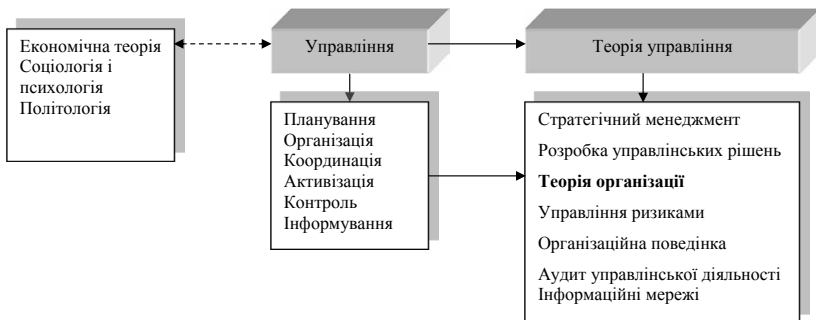 Економічна теорія
Соціологія і
психологія
Політологія
Управління
Теорія управління
Планування
Організація
Координація
Активізація
Контроль
Інформування
Стратегічний менеджмент
Розробка управлінських рішень
Теорія організації
Управління ризиками
Організаційна поведінка
Аудит управлінської діяльності
Інформаційні мережі